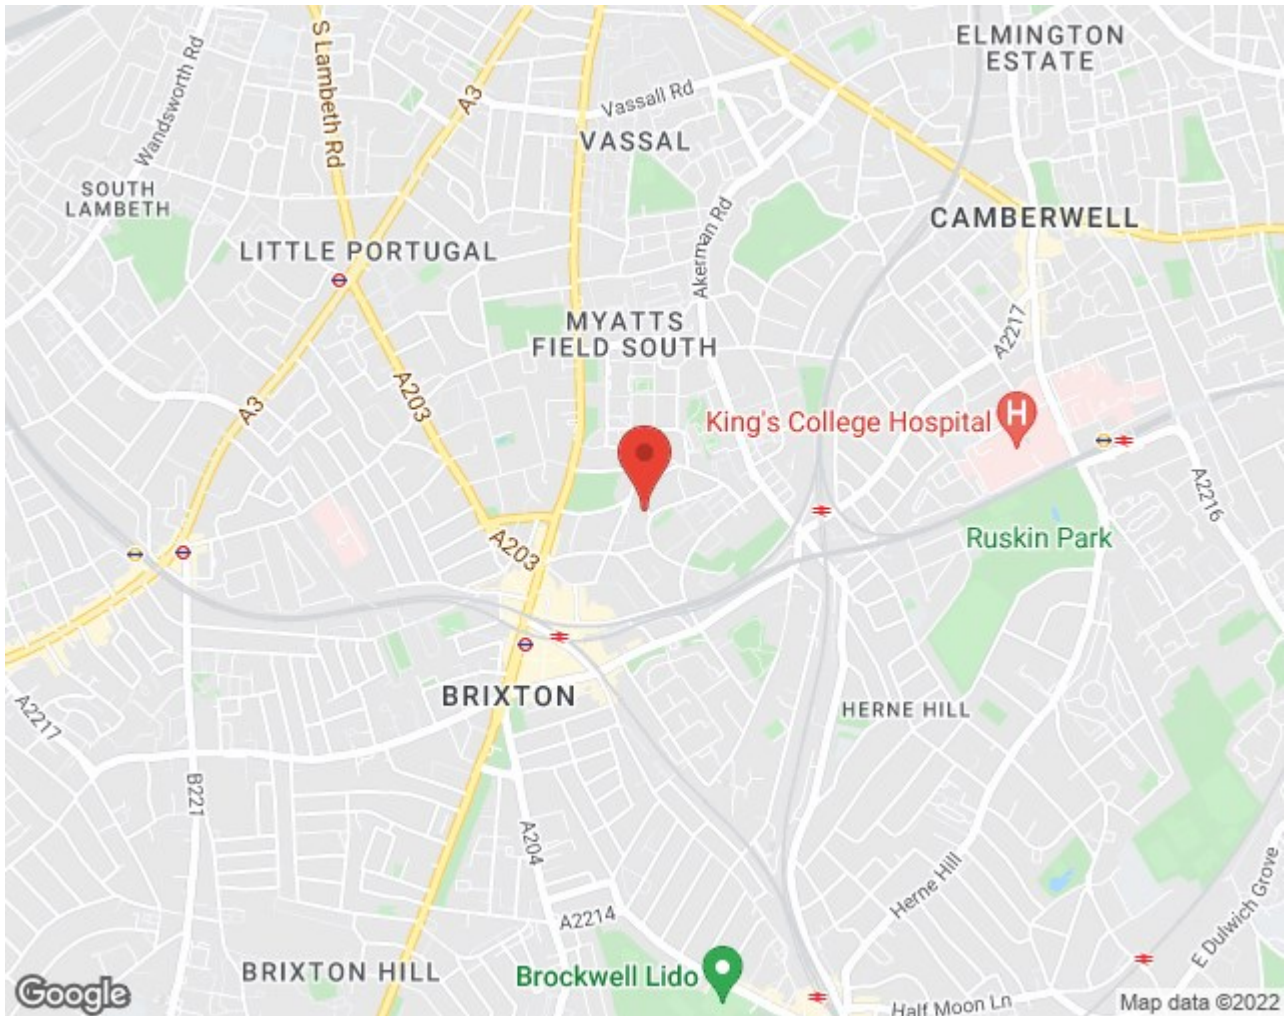 S Lambeth Rd
A3
Wandsworth Rd
Vassall Rd
ELMINGTON
ESTATE
VASSAL
SOUTH
LAMBETH
LITTLE PORTUGAL
Akerman Rd
CAMBERWELL
MYATTS
FIELD SOUTH
A2217
A3
A203
King's College Hospital
H
A2216
A203
Ruskin Park
BRIXTON
HERNE HILL
A2217
B221
A204
A2214
Herne Hill
E Dulwich Grove
BRIXTON HILL
Brockwell Lido
Half Moon Ln
Google
Map data ©2022